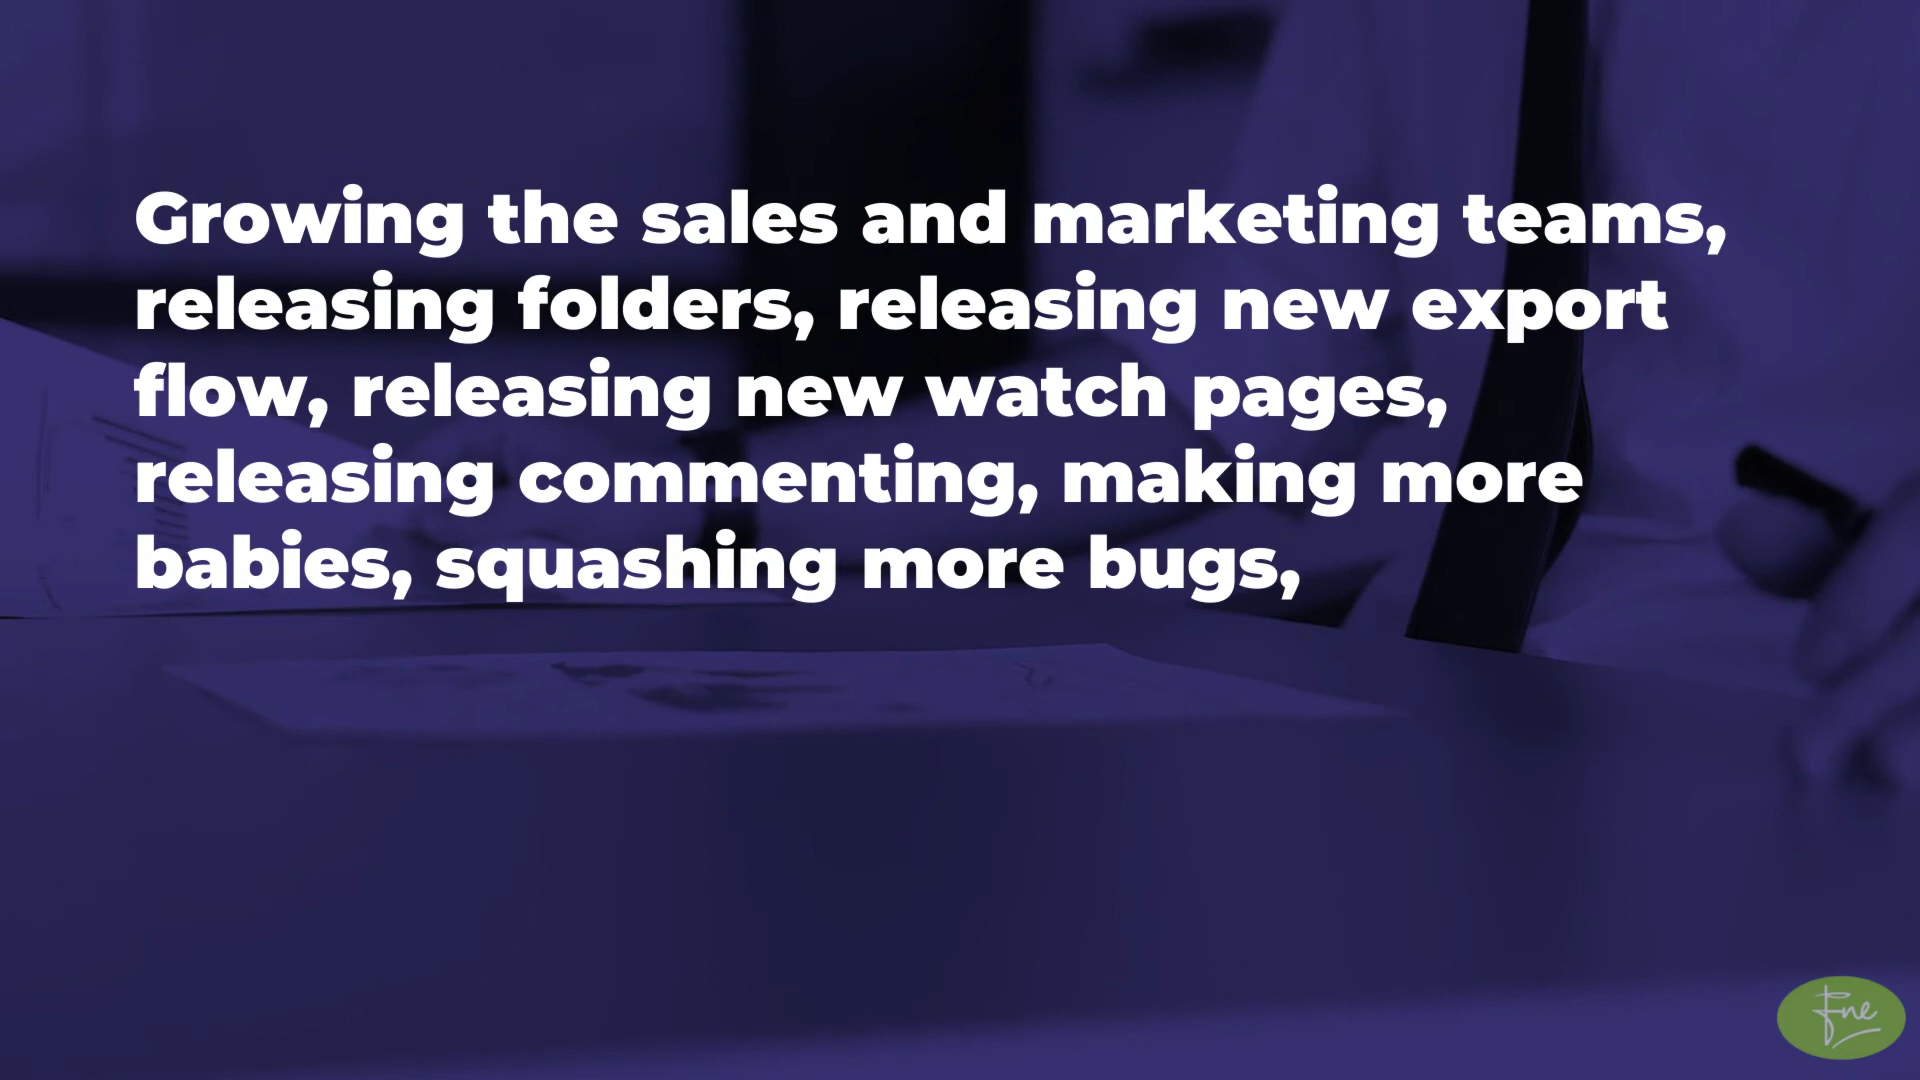 Growing the sales and marketing teams,
releasing folders, releasing new export
flow, releasing new watch pages,
releasing commenting, making more
babies, squashing more bugs,
fne